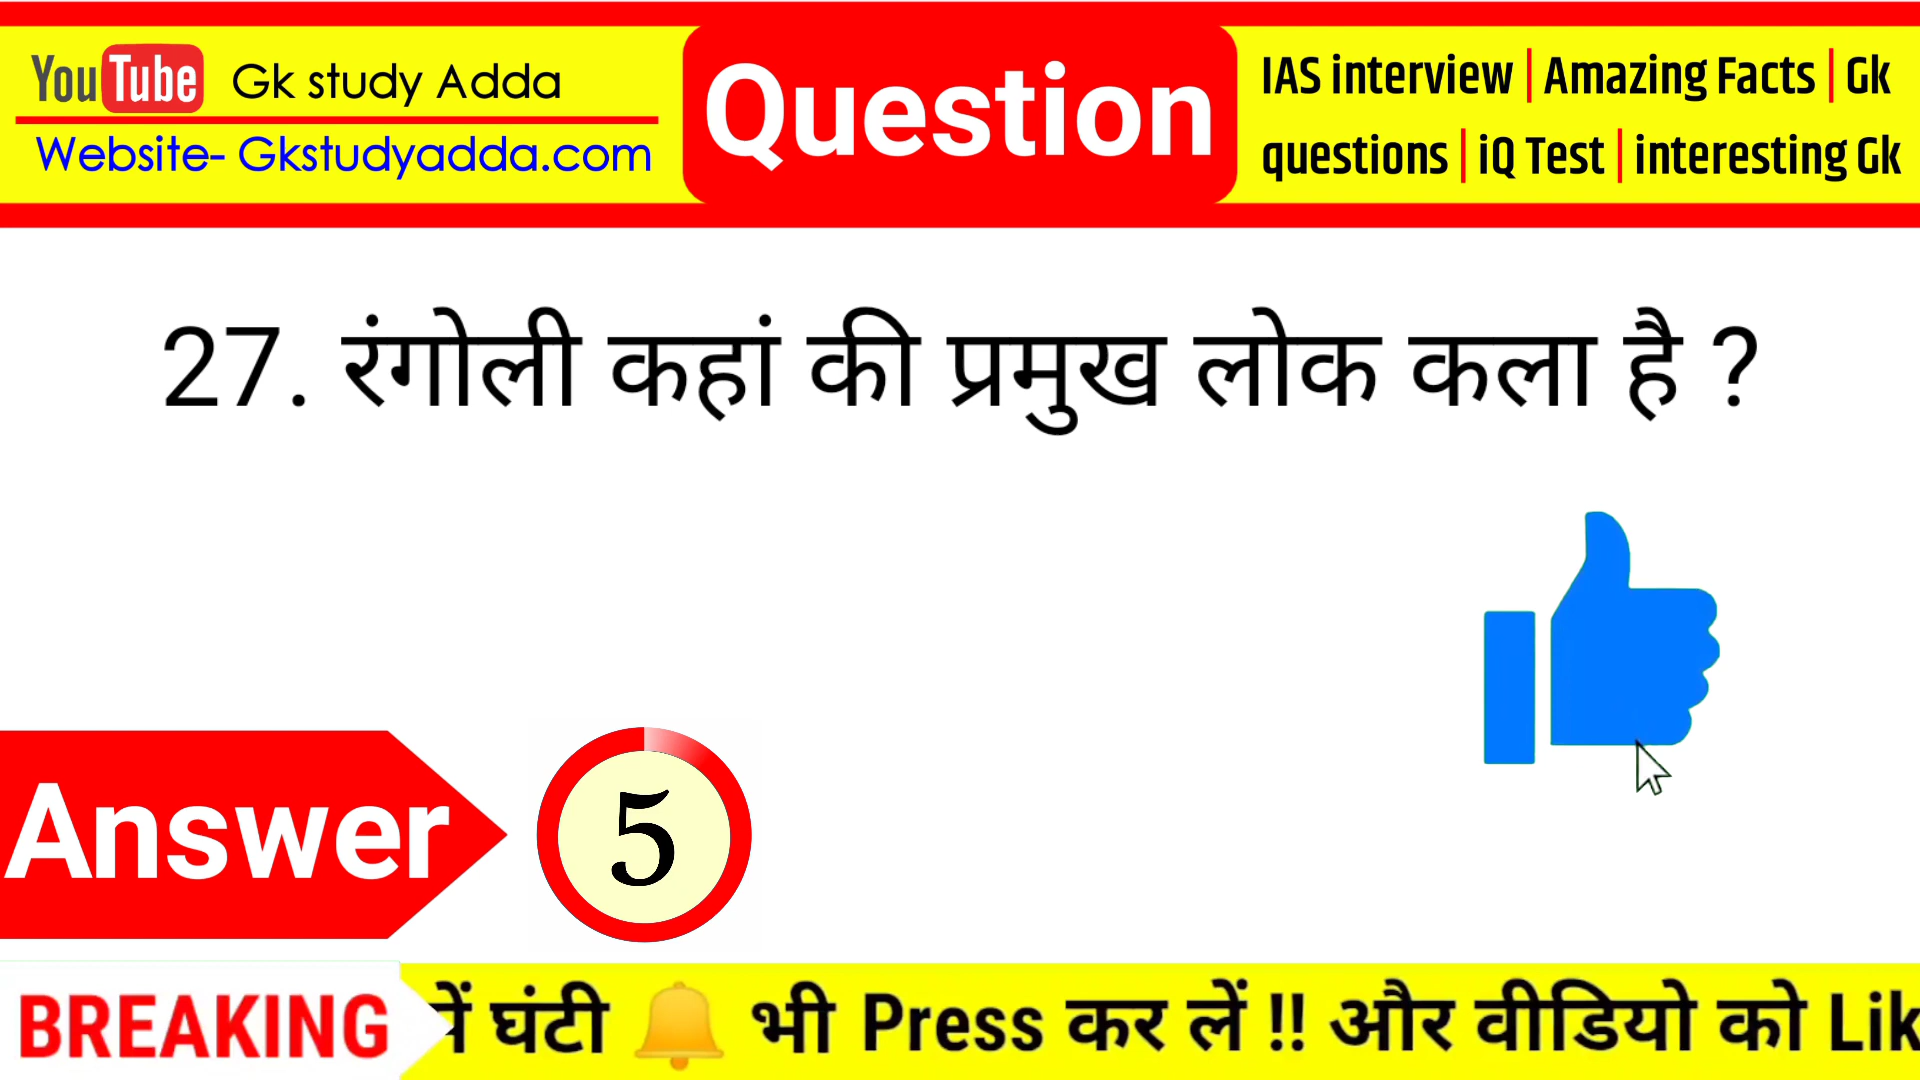 YouTube Gk study Adda
Website- Gkstudyadda.com
Question
IAS interview | Amazing Facts | Gk
questions | iQ Test | interesting Gk
27. रंगोली कहां की प्रमुख लोक कला है ?
Answer
5
BREAKING
घंटी 🔔 भी Press कर लें !! और वीडियो को Lik